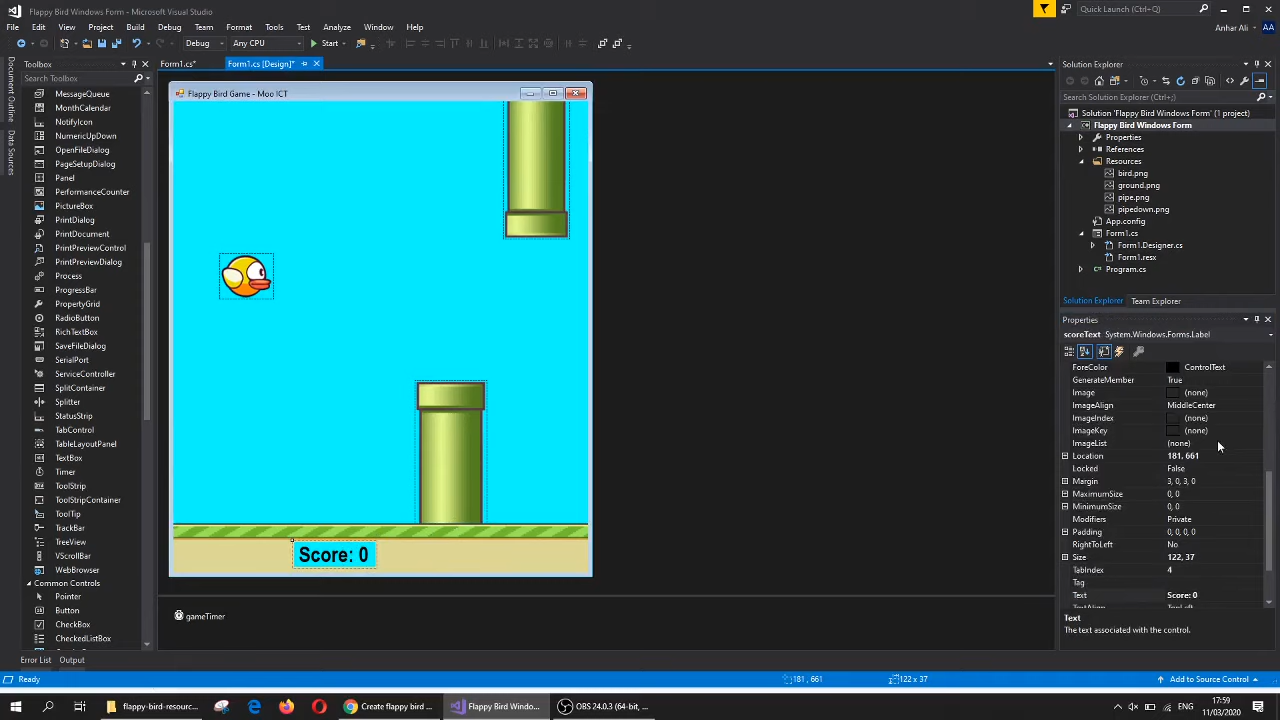 Flappy Bird Windows Form - Microsoft Visual Studio
Quick Launch (Ctrl+Q)
File Edit View Project Build Debug Team Format Tools Test Analyze Window Help
Anhar Ali AA
Debug Any CPU Start
Document Outline
Data Sources
Toolbox
Search Toolbox
MessageQueue
MonthCalendar
NotifyIcon
NumericUpDown
OpenFileDialog
PageSetupDialog
Panel
PerformanceCounter
PictureBox
PrintDialog
PrintDocument
PrintPreviewControl
PrintPreviewDialog
Process
ProgressBar
PropertyGrid
RadioButton
RichTextBox
SaveFileDialog
SerialPort
ServiceController
SplitContainer
Splitter
StatusStrip
TabControl
TableLayoutPanel
TextBox
Timer
ToolStrip
ToolStripContainer
ToolTip
TrackBar
TreeView
VScrollBar
WebBrowser
Common Controls
Pointer
Button
CheckBox
CheckedListBox
Form1.cs*
Form1.cs [Design]*
Flappy Bird Game - Moo ICT
Score: 0
gameTimer
Solution Explorer
Search Solution Explorer (Ctrl+;)
Solution 'Flappy Bird Windows Form' (1 project)
Flappy Bird Windows Form
Properties
References
Resources
bird.png
ground.png
pipe.png
pipedown.png
App.config
Form1.cs
Form1.Designer.cs
Form1.resx
Program.cs
Solution Explorer Team Explorer
Properties
scoreText System.Windows.Forms.Label
ForeColor ControlText
GenerateMember True
Image (none)
ImageAlign MiddleCenter
ImageIndex (none)
ImageKey (none)
ImageList (none)
Location 181, 661
Locked False
Margin 3, 0, 3, 0
MaximumSize 0, 0
MinimumSize 0, 0
Modifiers Private
Padding 0, 0, 0, 0
RightToLeft No
Size 122, 37
TabIndex 4
Tag
Text Score: 0
TextAlign TopLeft
Text
The text associated with the control.
Error List Output
Ready 181 , 661 122 x 37 Add to Source Control
flappy-bird-resourc...
Create flappy bird ...
Flappy Bird Windo...
OBS 24.0.3 (64-bit, ...
17:59
11/03/2020